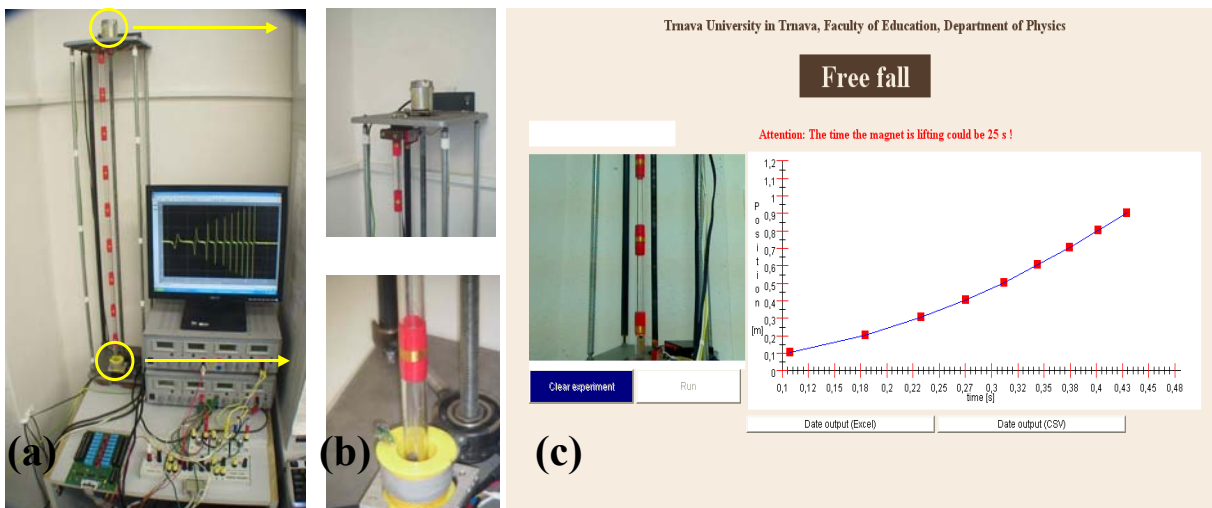 (a)
(b)
Trnava University in Trnava, Faculty of Education, Department of Physics
Free fall
Attention: The time the magnet is lifting could be 25 s !
Clear experiment
Run
Position
[m]
1,2
1,1
1
0,9
0,8
0,7
0,6
0,5
0,4
0,3
0,2
0,1
0
0,1 0,12 0,15 0,18 0,2 0,22 0,25 0,27 0,3 0,32 0,35 0,38 0,4 0,43 0,45 0,48
time [s]
Date output (Excel)
Date output (CSV)
(c)